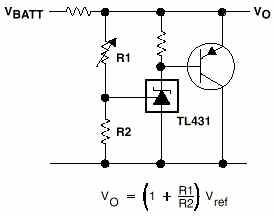 VBATT
VO
R1
R2
TL431
VO = (1 + R1/R2) Vref